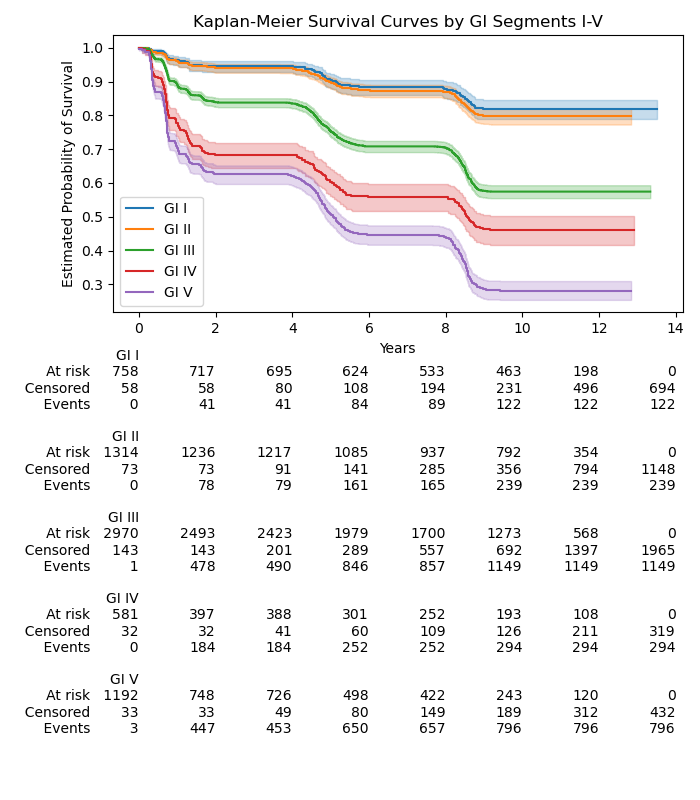 Kaplan-Meier Survival Curves by GI Segments I-V
Estimated Probability of Survival
1.0
0.9
0.8
0.7
0.6
0.5
0.4
0.3
GI I
GI II
GI III
GI IV
GI V
0 2 4 6 8 10 12 14
Years
GI I
At risk 758 717 695 624 533 463 198 0
Censored 58 58 80 108 194 231 496 694
Events 0 41 41 84 89 122 122 122
GI II
At risk 1314 1236 1217 1085 937 792 354 0
Censored 73 73 91 141 285 356 794 1148
Events 0 78 79 161 165 239 239 239
GI III
At risk 2970 2493 2423 1979 1700 1273 568 0
Censored 143 143 201 289 557 692 1397 1965
Events 1 478 490 846 857 1149 1149 1149
GI IV
At risk 581 397 388 301 252 193 108 0
Censored 32 32 41 60 109 126 211 319
Events 0 184 184 252 252 294 294 294
GI V
At risk 1192 748 726 498 422 243 120 0
Censored 33 33 49 80 149 189 312 432
Events 3 447 453 650 657 796 796 796